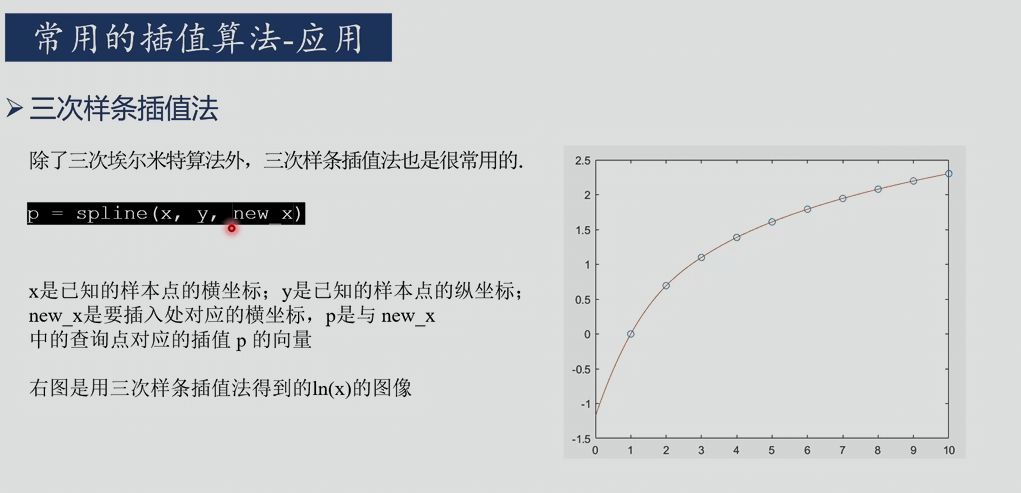 常用的插值算法-应用
三次样条插值法
除了三次埃尔米特算法外，三次样条插值法也是很常用的.
p = spline(x, y, new_x)
x是已知的样本点的横坐标；y是已知的样本点的纵坐标；
new_x是要插入处对应的横坐标，p是与 new_x
中的查询点对应的插值 p 的向量
右图是用三次样条插值法得到的ln(x)的图像
2.5
2
1.5
1
0.5
0
-0.5
-1
-1.5
0 1 2 3 4 5 6 7 8 9 10